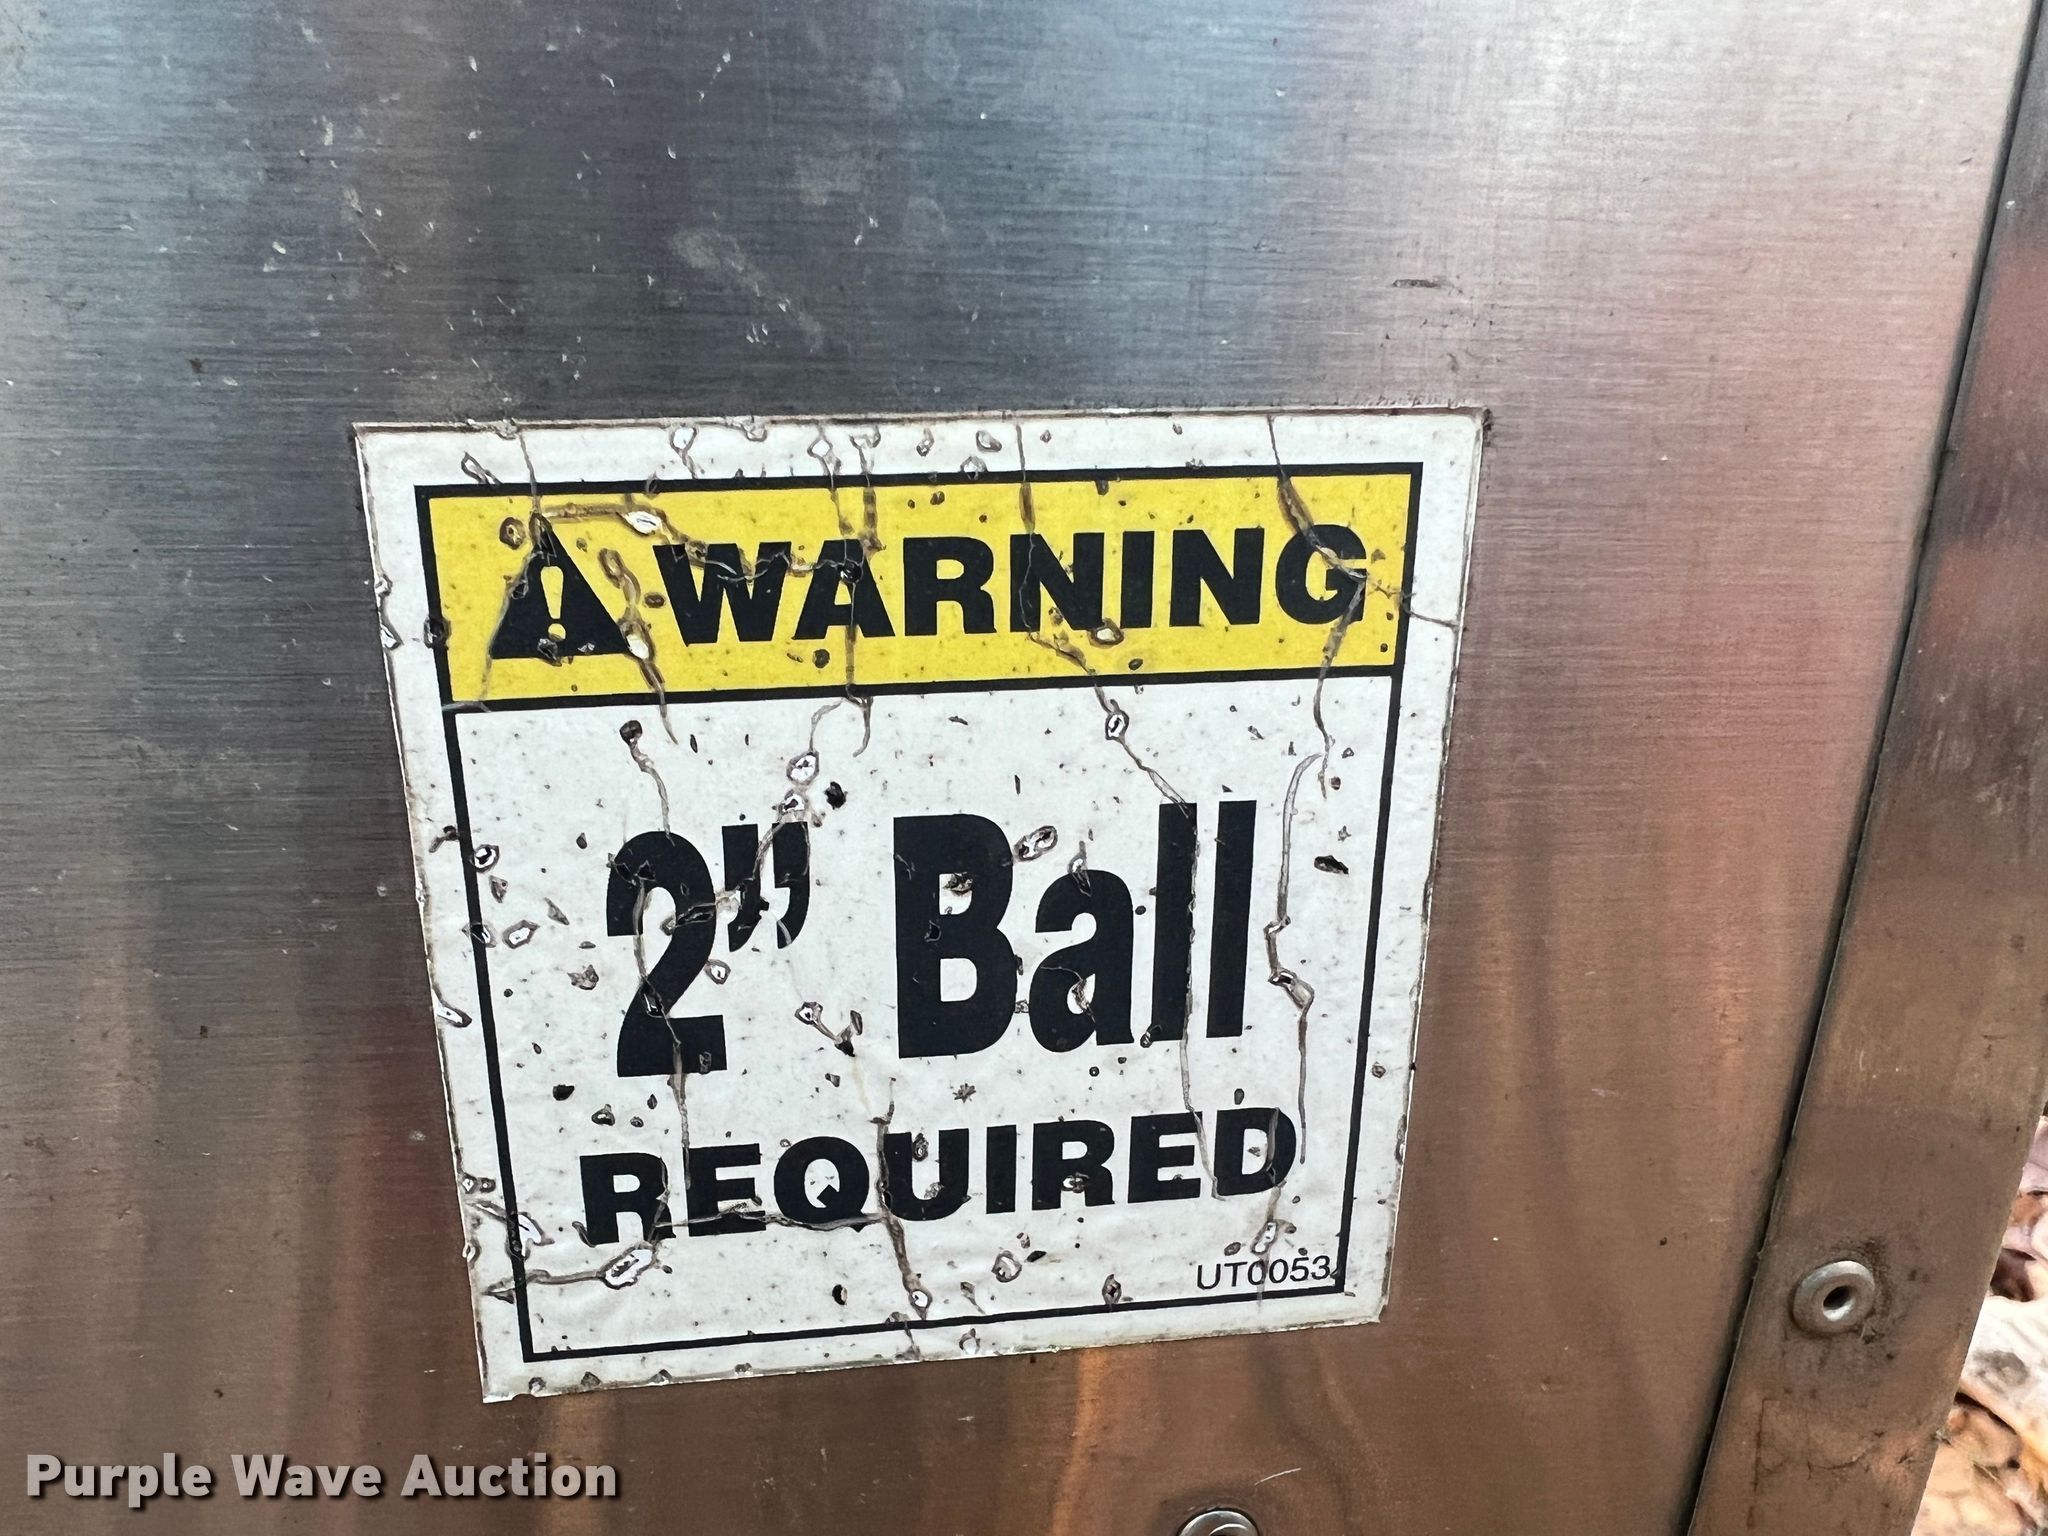 WARNING
2” Ball
REQUIRED
UT0053
Purple Wave Auction